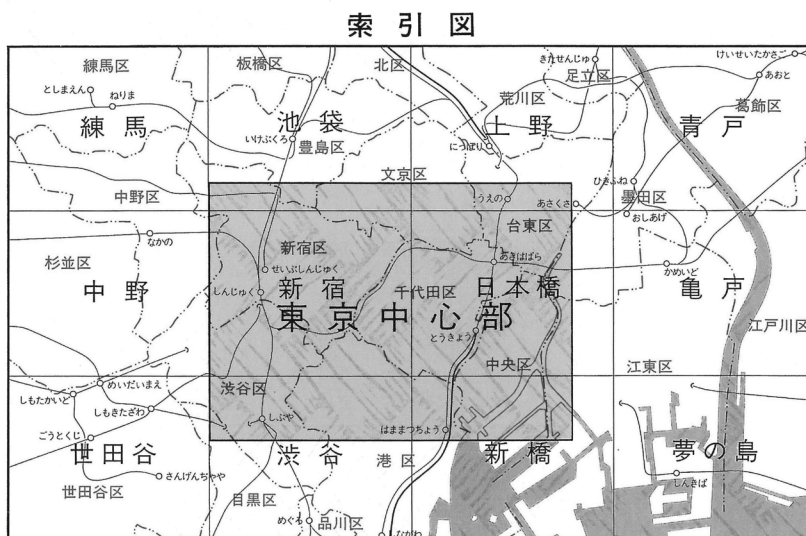 索引図
練馬区
板橋区
北区
きたせんじゅ
足立区
けいせいたかさご
あおと
としまえん
ねりま
荒川区
葛飾区
練馬
池袋
上野
青戸
いけぶくろ
豊島区
にっぽり
文京区
ひきふね
中野区
うえの
あさくさ
墨田区
おしあげ
台東区
なかの
新宿区
杉並区
せいぶしんじゅく
あきはばら
かめいど
中野
しんじゅく
新宿
千代田区
日本橋
亀戸
東京中心部
とうきょう
江戸川区
中央区
江東区
めいだいまえ
渋谷区
しもたかいど
しもきたざわ
しぶや
はままつちょう
ごうとくじ
世田谷
渋谷
港区
新橋
夢の島
さんげんぢゃや
しんきば
世田谷区
目黒区
めぐろ
品川区
しながわ